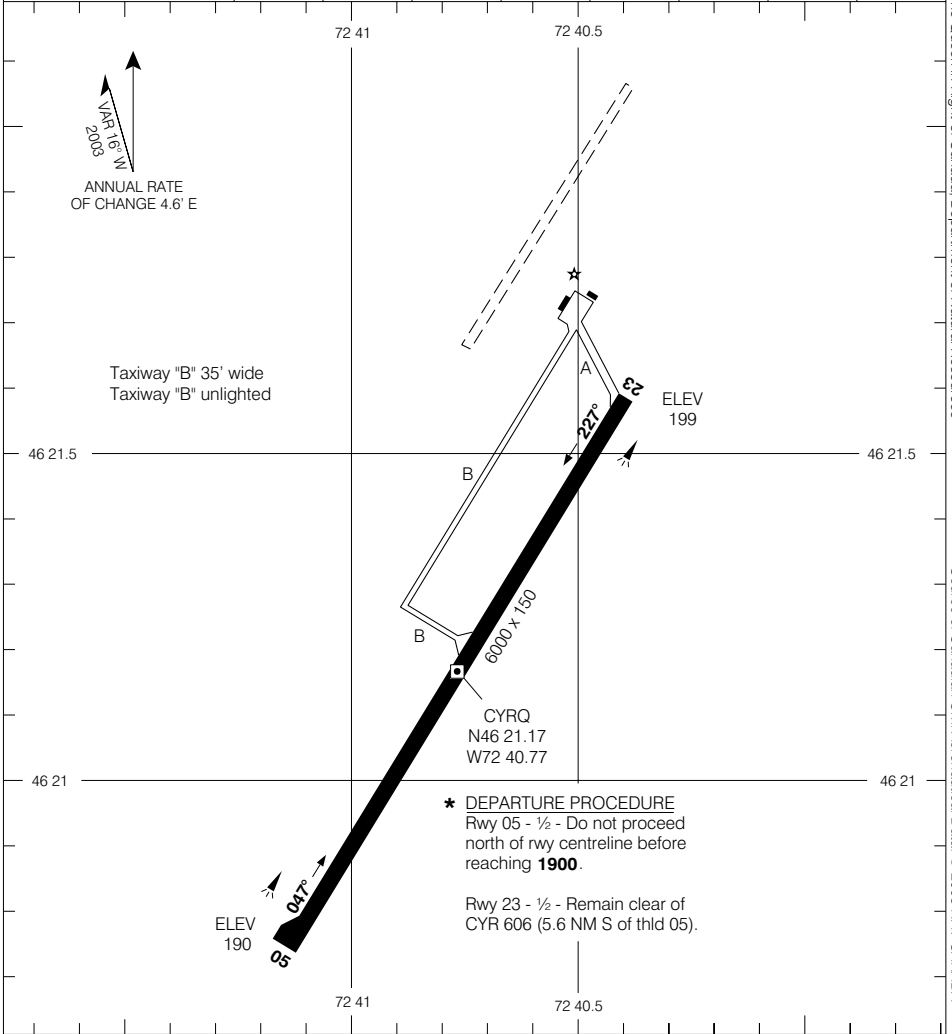 72 41
72 40.5
VAR 16° W
2003
ANNUAL RATE
OF CHANGE 4.6' E
Taxiway "B" 35' wide
Taxiway "B" unlighted
A
23
ELEV
199
227°
46 21.5
46 21.5
B
6000 x 150
B
CYRQ
N46 21.17
W72 40.77
46 21
46 21
* DEPARTURE PROCEDURE
Rwy 05 - ½ - Do not proceed
north of rwy centreline before
reaching 1900.
Rwy 23 - ½ - Remain clear of
CYR 606 (5.6 NM S of thld 05).
047°
ELEV
190
05
72 41
72 40.5